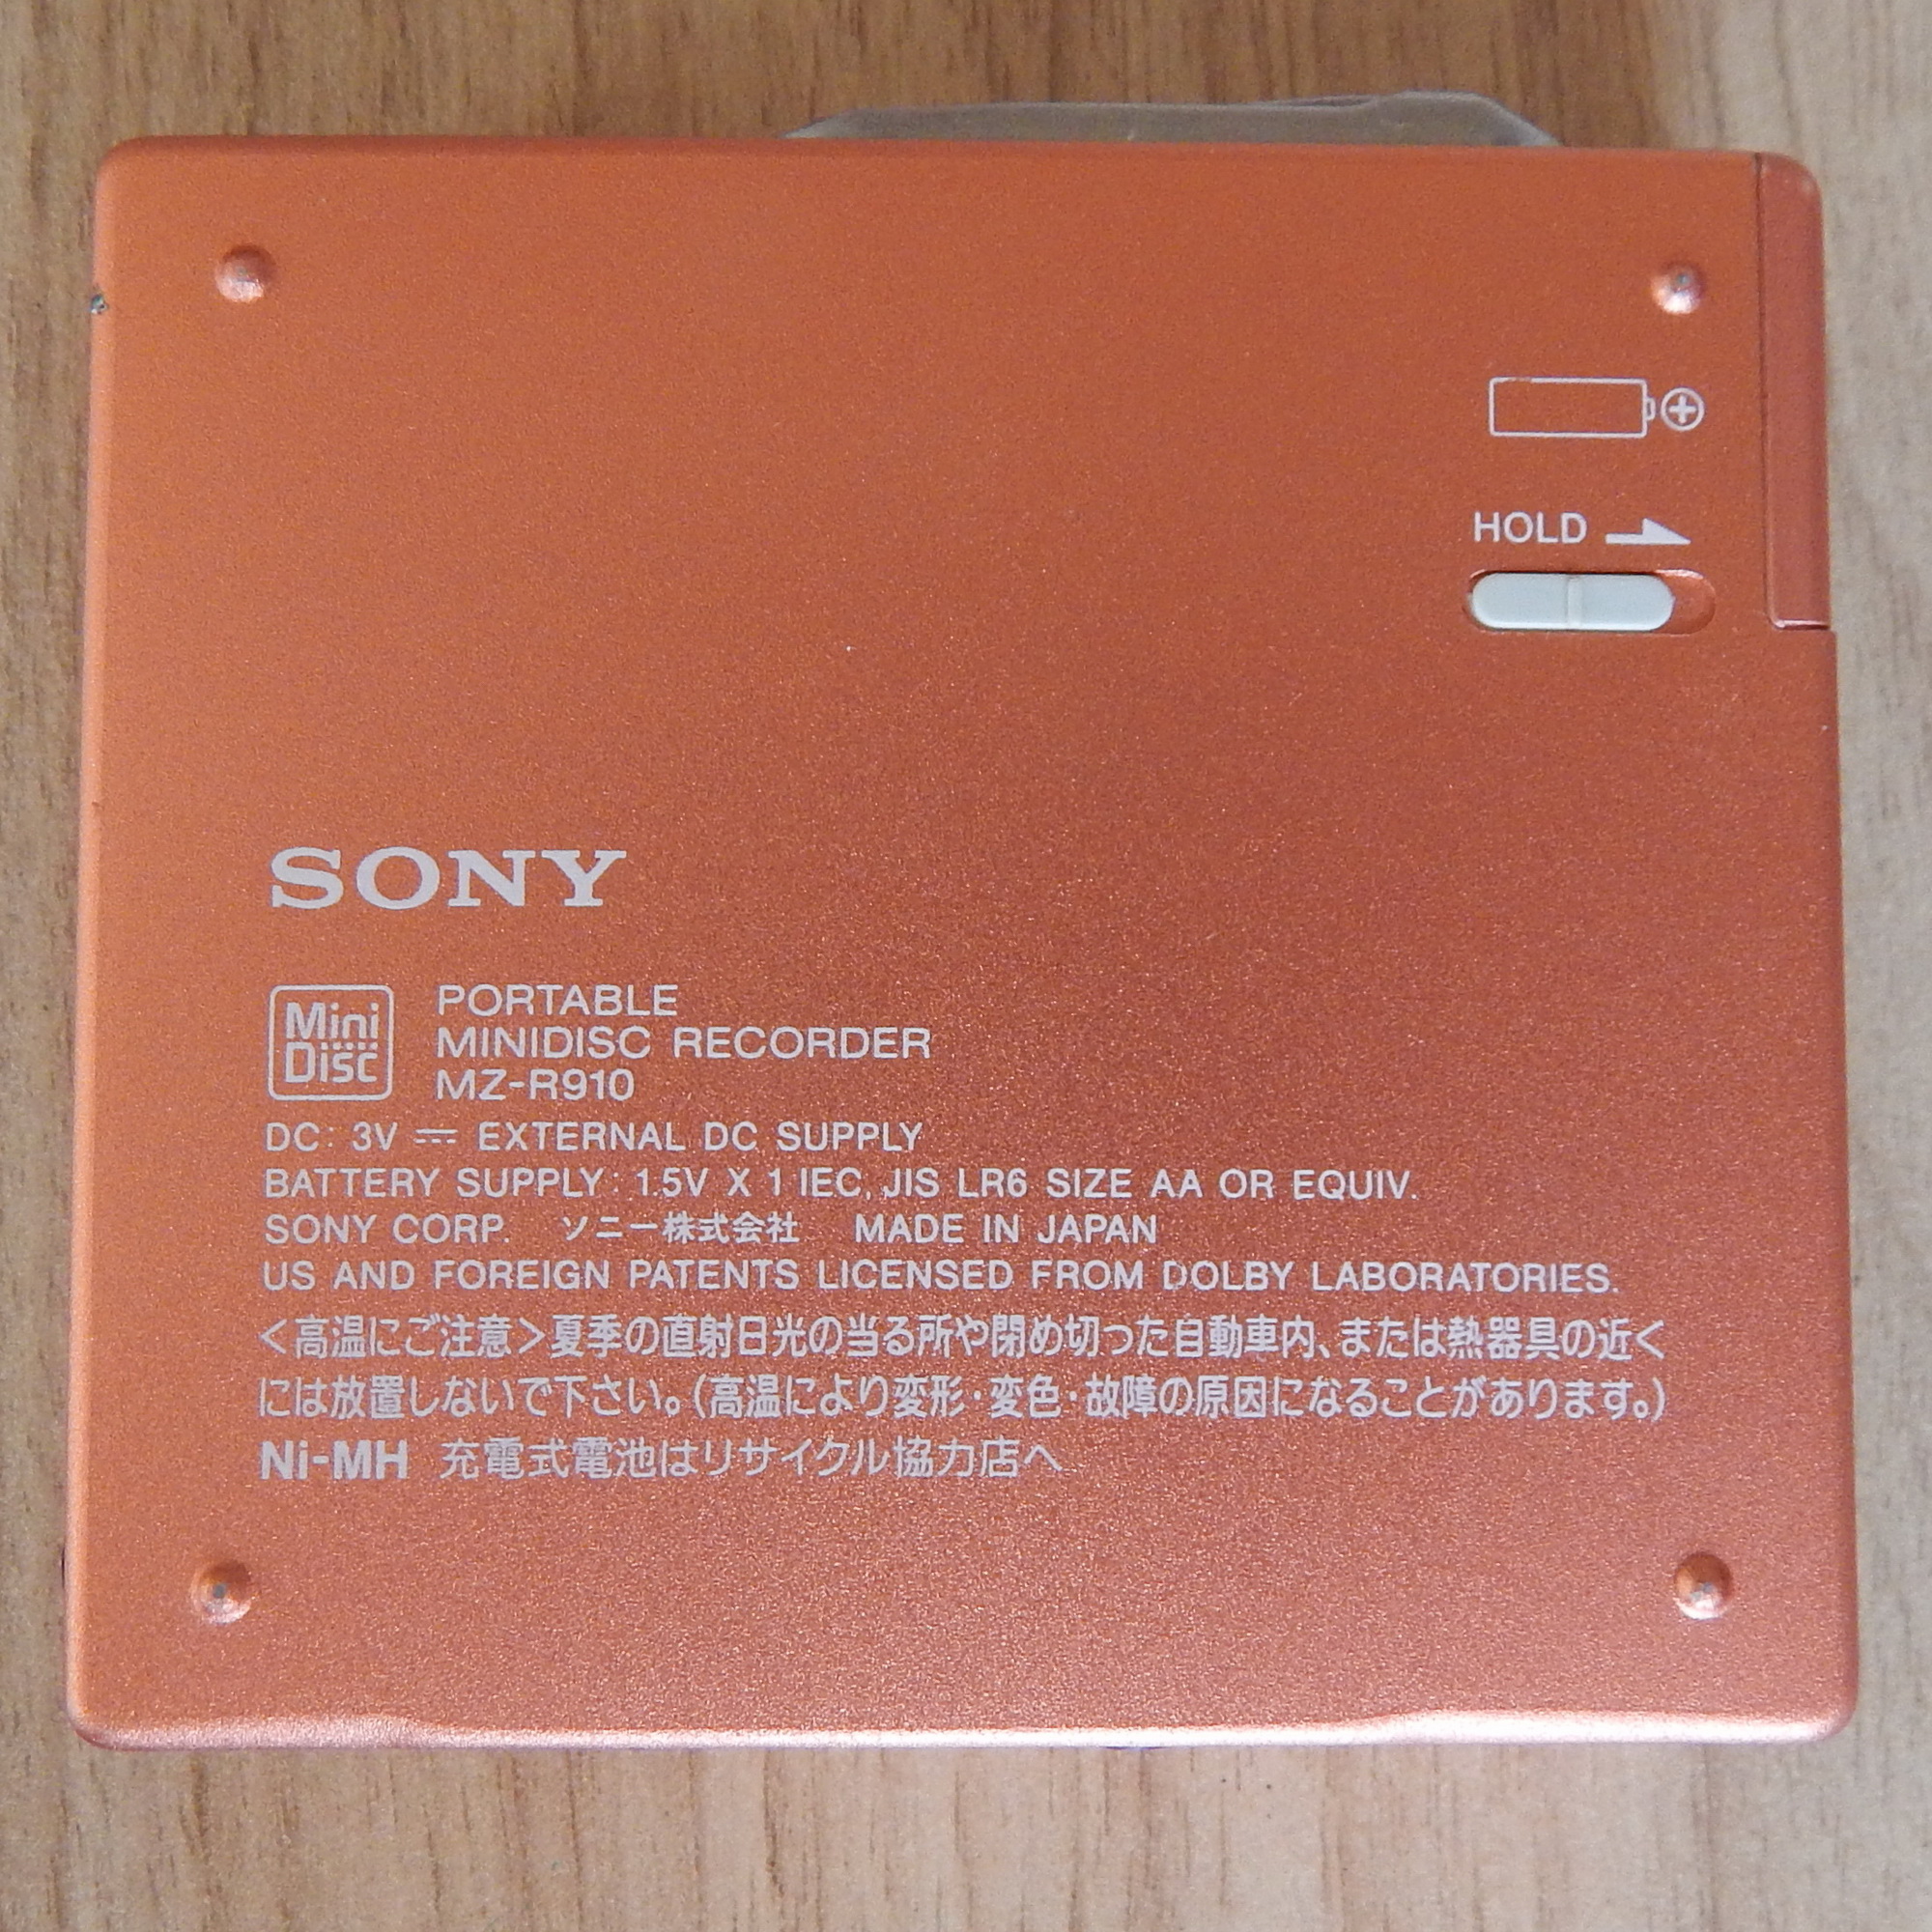 HOLD
SONY
Mini
Disc
PORTABLE
MINIDISC RECORDER
MZ-R910
DC: 3V ⎓ EXTERNAL DC SUPPLY
BATTERY SUPPLY: 1.5V X 1 IEC, JIS LR6 SIZE AA OR EQUIV.
SONY CORP. ソニー株式会社 MADE IN JAPAN
US AND FOREIGN PATENTS LICENSED FROM DOLBY LABORATORIES.
<高温にご注意>夏季の直射日光の当る所や閉め切った自動車内、または熱器具の近く
には放置しないで下さい。(高温により変形・変色・故障の原因になることがあります。)
Ni-MH 充電式電池はリサイクル協力店へ